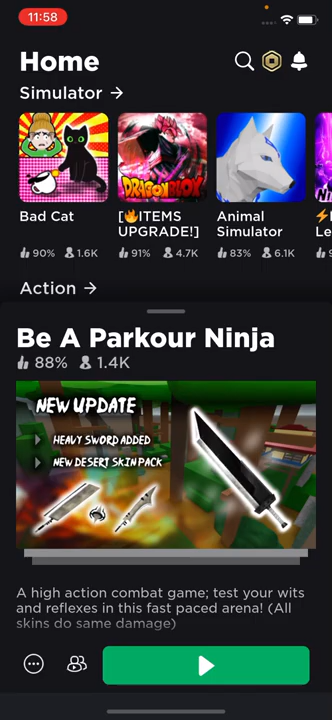 11:58
Home
Simulator →
DRAGON BLOX
Bad Cat
[🔥ITEMS
UPGRADE!]
Animal
Simulator
90% 1.6K
91% 4.7K
83% 6.1K
Action →
Be A Parkour Ninja
88% 1.4K
NEW UPDATE
HEAVY SWORD ADDED
NEW DESERT SKIN PACK
A high action combat game; test your wits
and reflexes in this fast paced arena! (All
skins do same damage)